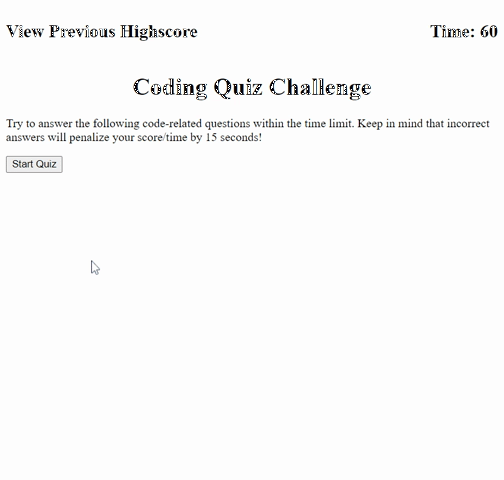 View Previous Highscore Time: 60
Coding Quiz Challenge
Try to answer the following code-related questions within the time limit. Keep in mind that incorrect
answers will penalize your score/time by 15 seconds!
Start Quiz